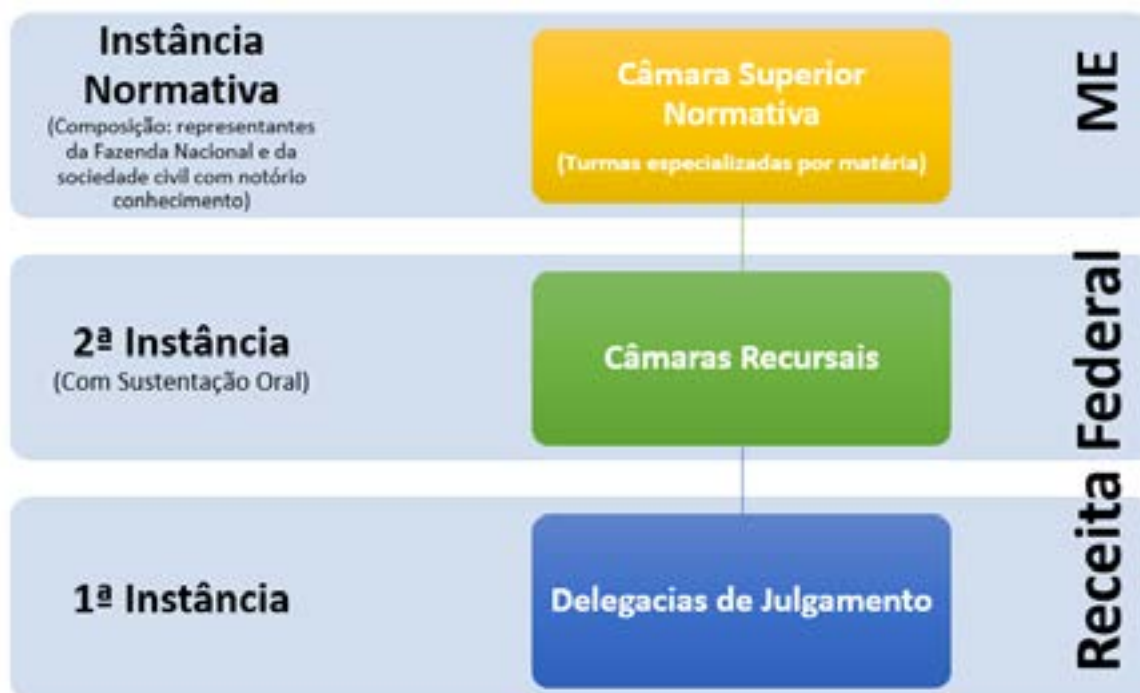 Instância
Normativa
(Composição: representantes
da Fazenda Nacional e da
sociedade civil com notório
conhecimento)
Câmara Superior
Normativa
(Turmas especializadas por matéria)
ME
2ª Instância
(Com Sustentação Oral)
Câmaras Recursais
1ª Instância
Delegacias de Julgamento
Receita Federal